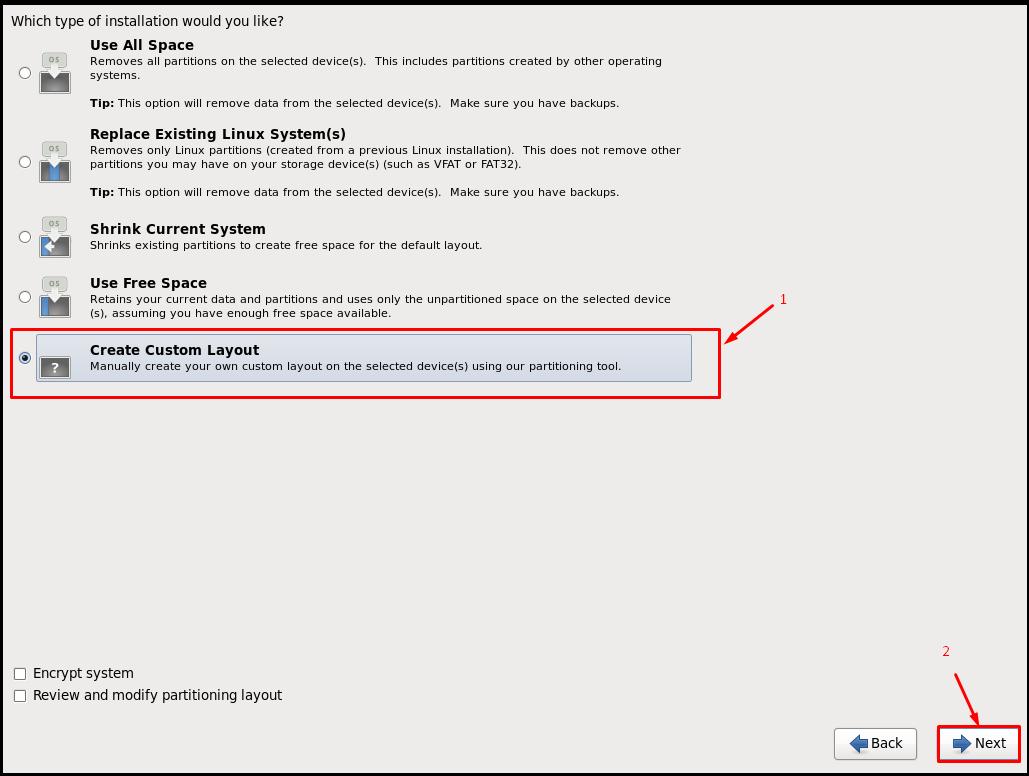 Which type of installation would you like?
Use All Space
OS
Removes all partitions on the selected device(s).  This includes partitions created by other operating
systems.
Tip: This option will remove data from the selected device(s).  Make sure you have backups.
Replace Existing Linux System(s)
OS
Removes only Linux partitions (created from a previous Linux installation).  This does not remove other
partitions you may have on your storage device(s) (such as VFAT or FAT32).
Tip: This option will remove data from the selected device(s).  Make sure you have backups.
OS
Shrink Current System
Shrinks existing partitions to create free space for the default layout.
OS
Use Free Space
Retains your current data and partitions and uses only the unpartitioned space on the selected device
(s), assuming you have enough free space available.
1
Create Custom Layout
?
Manually create your own custom layout on the selected device(s) using our partitioning tool.
2
Encrypt system
Review and modify partitioning layout
Back
Next